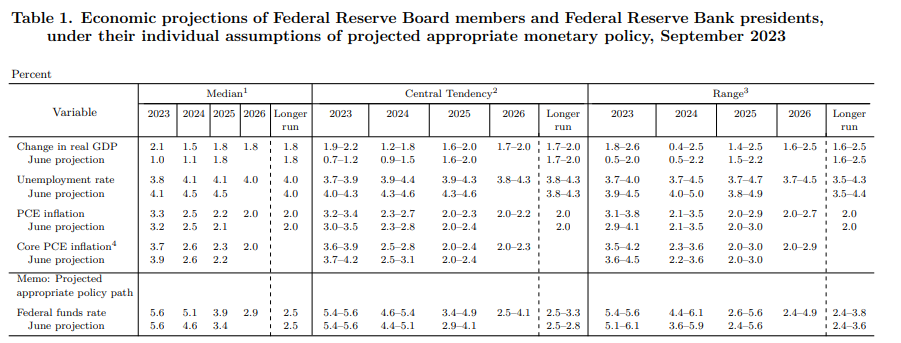 Table 1. Economic projections of Federal Reserve Board members and Federal Reserve Bank presidents,
under their individual assumptions of projected appropriate monetary policy, September 2023
Percent
Variable Median1 Central Tendency2 Range3
2023 2024 2025 2026 Longer run 2023 2024 2025 2026 Longer run 2023 2024 2025 2026 Longer run
Change in real GDP 2.1 1.5 1.8 1.8 1.8 1.9–2.2 1.2–1.8 1.6–2.0 1.7–2.0 1.7–2.0 1.8–2.6 0.4–2.5 1.4–2.5 1.6–2.5 1.6–2.5
June projection 1.0 1.1 1.8 1.8 0.7–1.2 0.9–1.5 1.6–2.0 1.7–2.0 0.5–2.0 0.5–2.2 1.5–2.2 1.6–2.5
Unemployment rate 3.8 4.1 4.1 4.0 4.0 3.7–3.9 3.9–4.4 3.9–4.3 3.8–4.3 3.8–4.3 3.7–4.0 3.7–4.5 3.7–4.7 3.7–4.5 3.5–4.3
June projection 4.1 4.5 4.5 4.0 4.0–4.3 4.3–4.6 4.3–4.6 3.8–4.3 3.9–4.5 4.0–5.0 3.8–4.9 3.5–4.4
PCE inflation 3.3 2.5 2.2 2.0 2.0 3.2–3.4 2.3–2.7 2.0–2.3 2.0–2.2 2.0 3.1–3.8 2.1–3.5 2.0–2.9 2.0–2.7 2.0
June projection 3.2 2.5 2.1 2.0 3.0–3.5 2.3–2.8 2.0–2.4 2.0 2.9–4.1 2.1–3.5 2.0–3.0 2.0
Core PCE inflation4 3.7 2.6 2.3 2.0 3.6–3.9 2.5–2.8 2.0–2.4 2.0–2.3 3.5–4.2 2.3–3.6 2.0–3.0 2.0–2.9
June projection 3.9 2.6 2.2 3.7–4.2 2.5–3.1 2.0–2.4 3.6–4.5 2.2–3.6 2.0–3.0
Memo: Projected
appropriate policy path
Federal funds rate 5.6 5.1 3.9 2.9 2.5 5.4–5.6 4.6–5.4 3.4–4.9 2.5–4.1 2.5–3.3 5.4–5.6 4.4–6.1 2.6–5.6 2.4–4.9 2.4–3.8
June projection 5.6 4.6 3.4 2.5 5.4–5.6 4.4–5.1 2.9–4.1 2.5–2.8 5.1–6.1 3.6–5.9 2.4–5.6 2.4–3.6